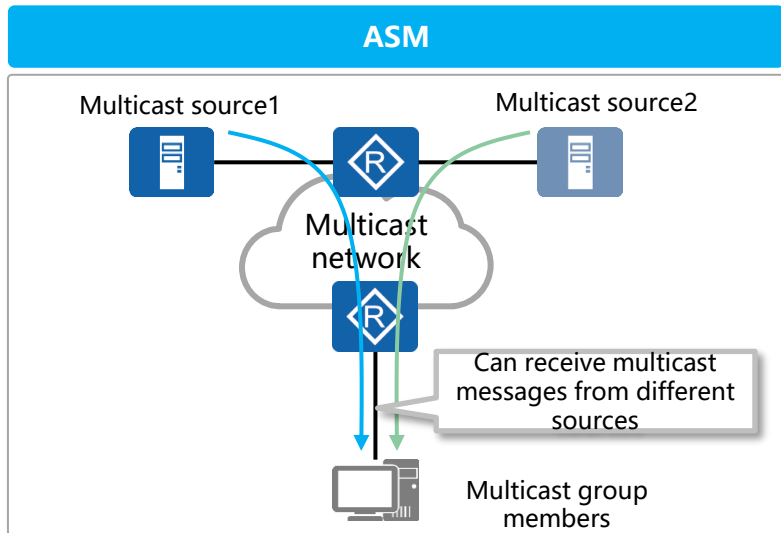 ASM
Multicast source1
Multicast source2
R
Multicast
network
R
Can receive multicast
messages from different
sources
Multicast group
members